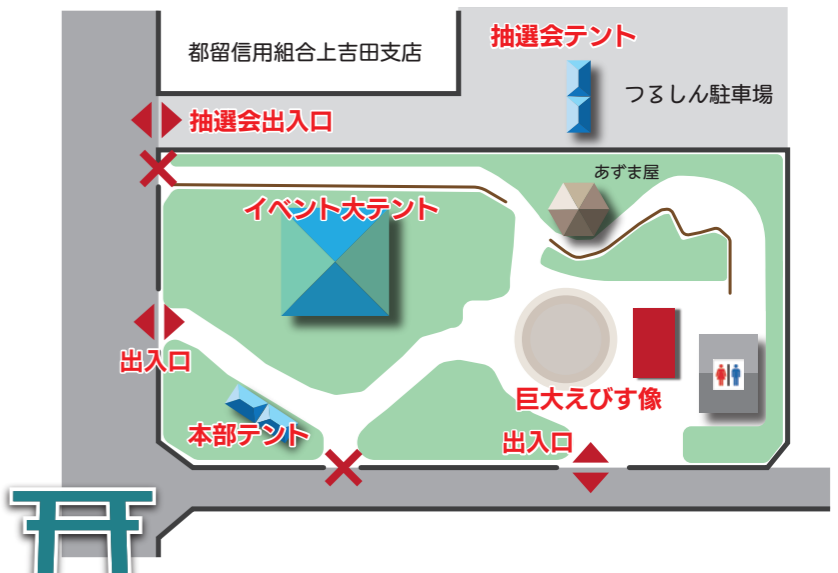 都留信用組合上吉田支店
抽選会テント
つるしん駐車場
抽選会出入口
あずま屋
イベント大テント
出入口
巨大えびす像
本部テント
出入口